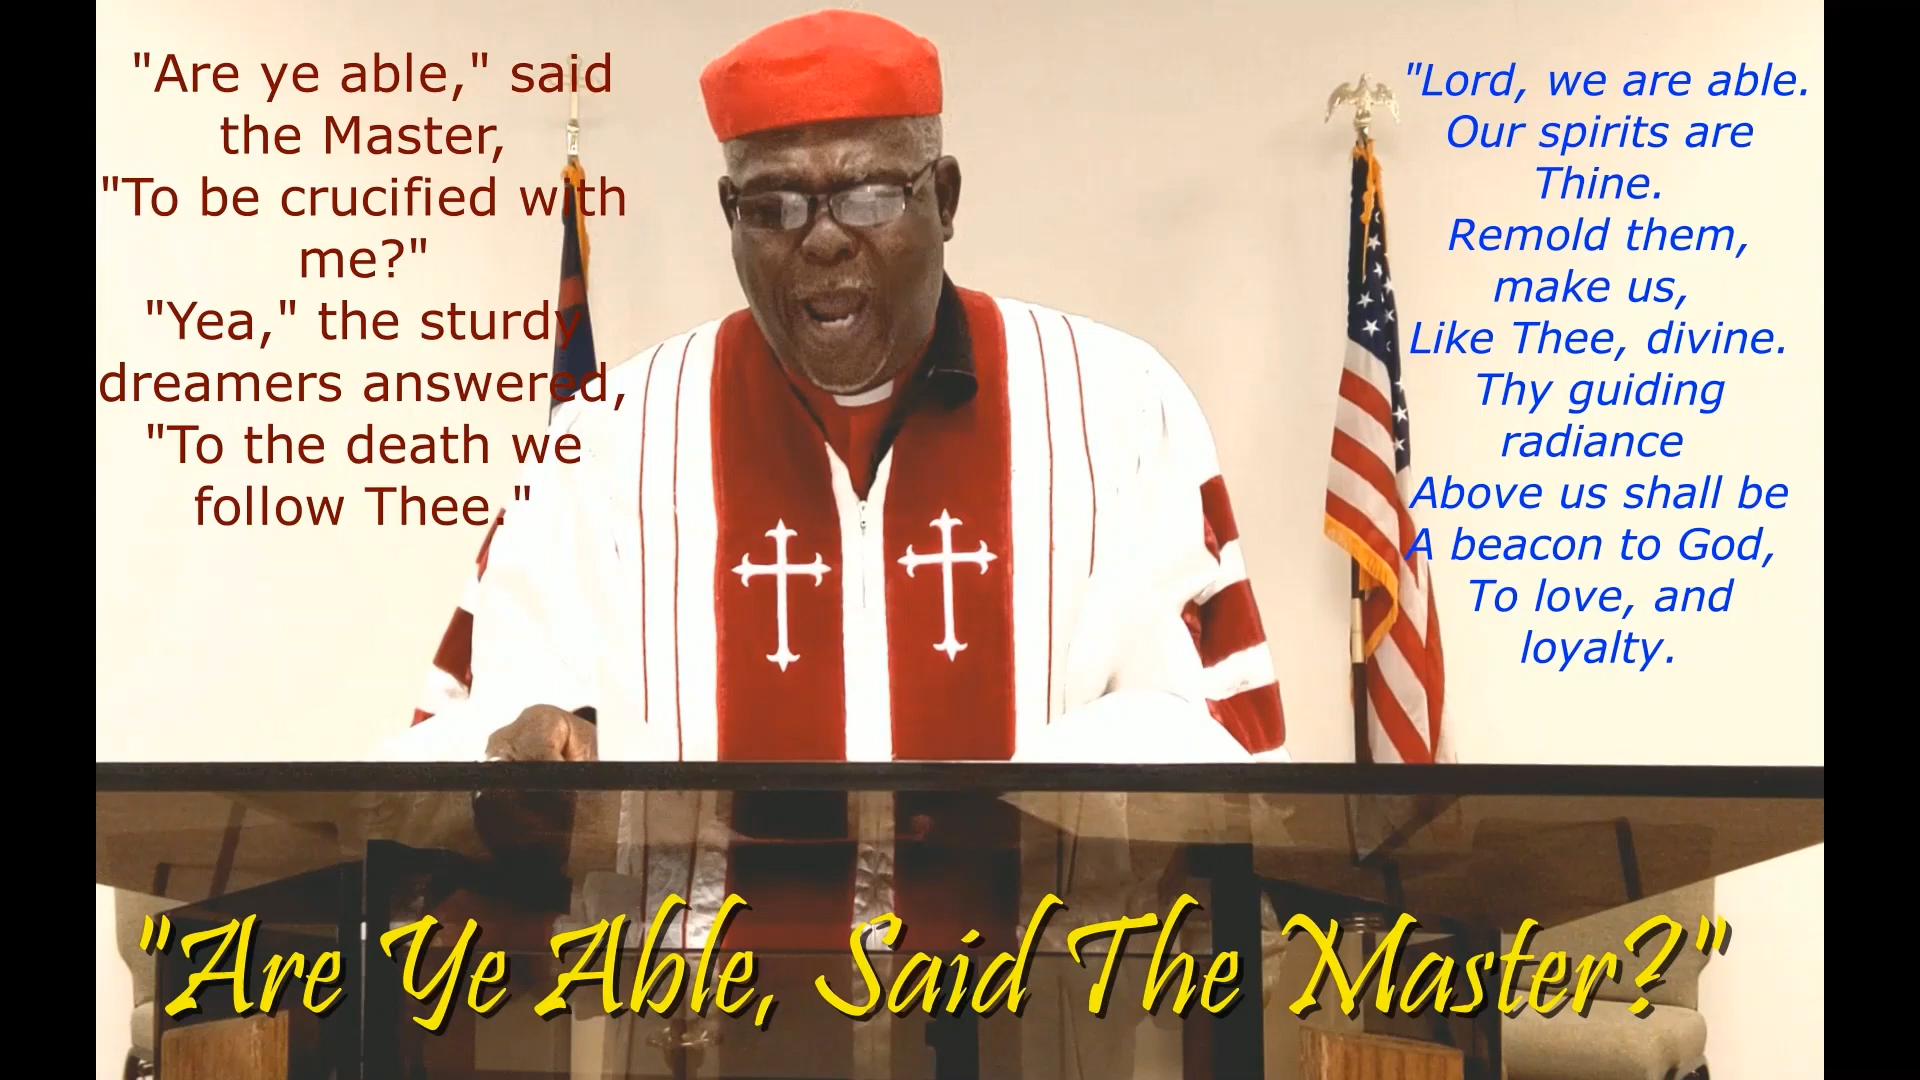 "Are ye able," said
the Master,
"To be crucified with
me?"
"Yea," the sturdy
dreamers answered,
"To the death we
follow Thee."
"Lord, we are able.
Our spirits are
Thine.
Remold them,
make us,
Like Thee, divine.
Thy guiding
radiance
Above us shall be
A beacon to God,
To love, and
loyalty.
"Are Ye Able, Said The Master?"